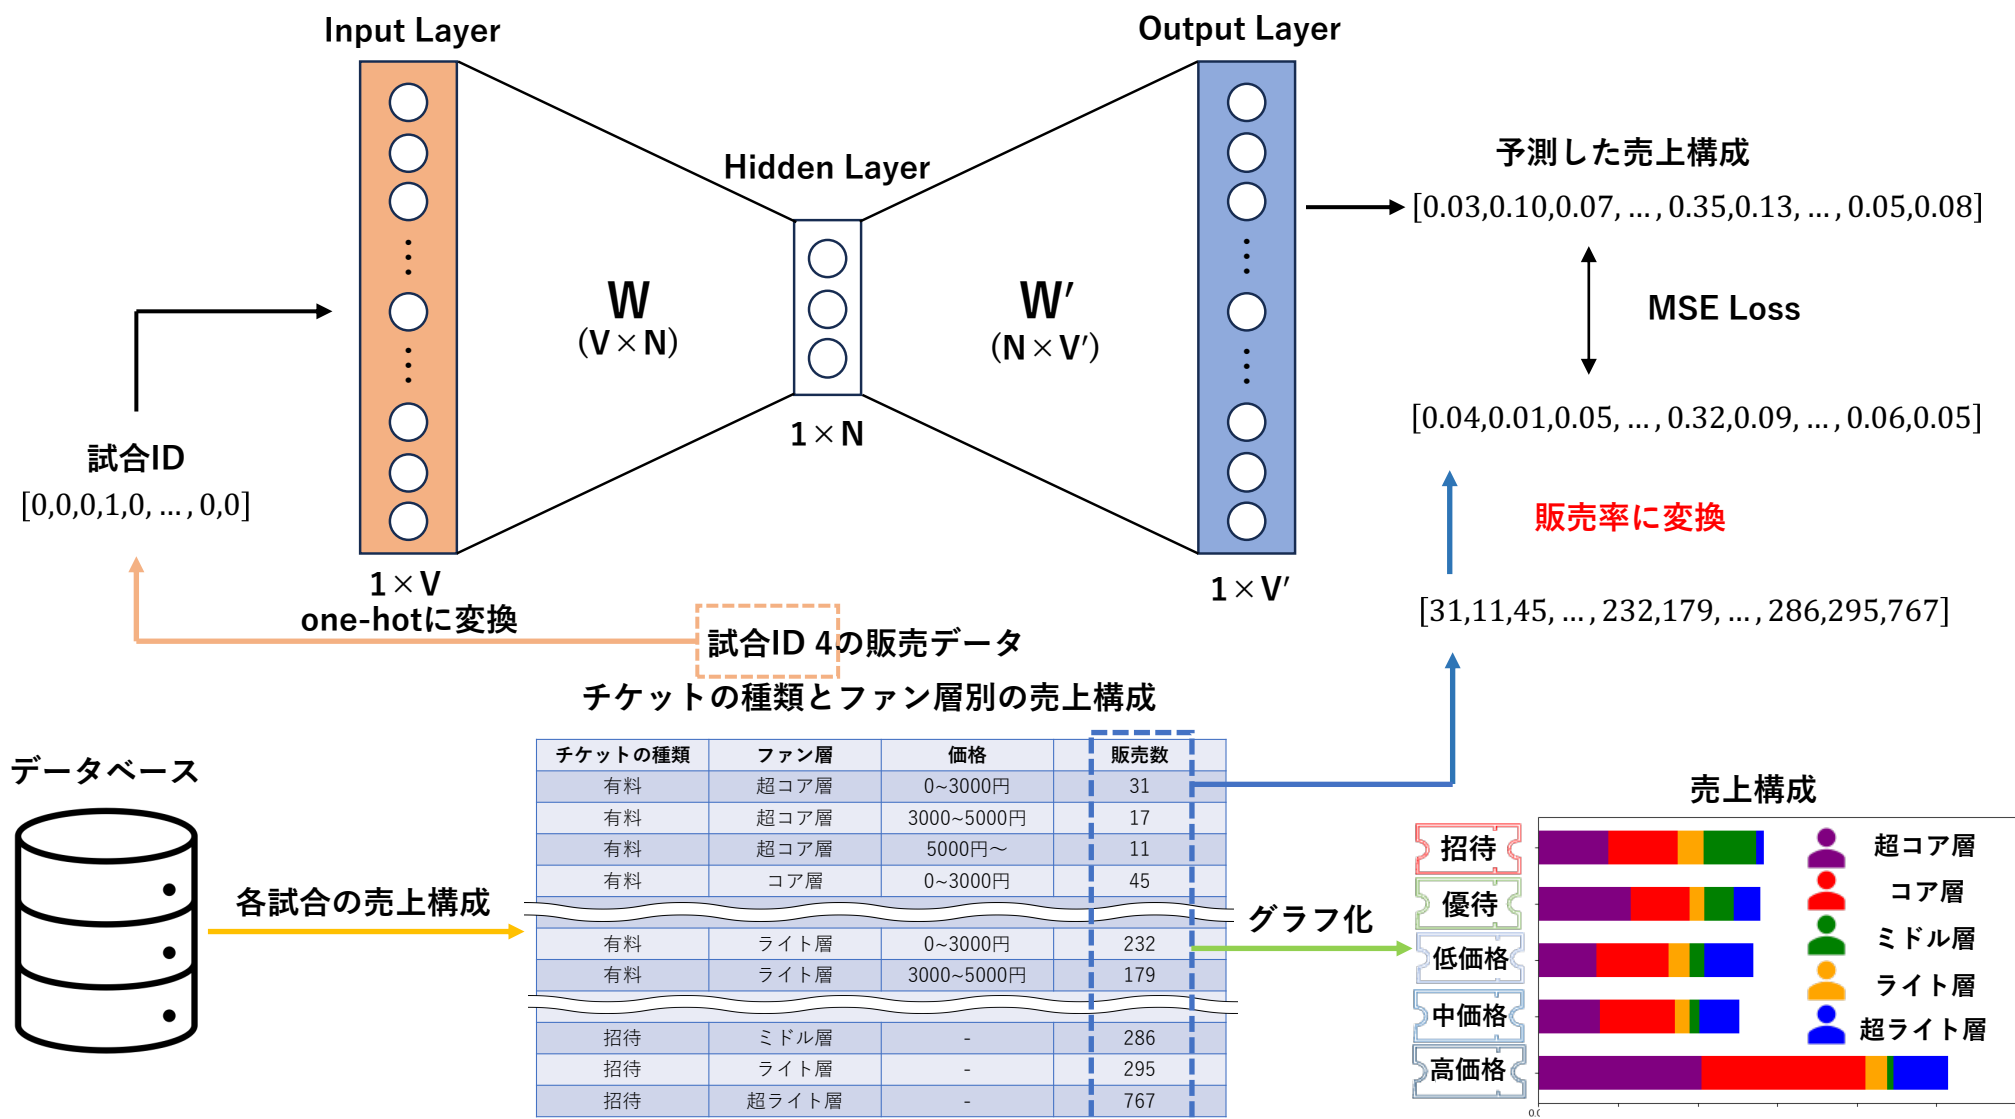 Input Layer
Output Layer
Hidden Layer
予測した売上構成
[0.03,0.10,0.07, … , 0.35,0.13, … , 0.05,0.08]
W
(V×N)
W′
(N×V′)
MSE Loss
1×N
[0.04,0.01,0.05, … , 0.32,0.09, … , 0.06,0.05]
試合ID
[0,0,0,1,0, … , 0,0]
販売率に変換
1×V
1×V′
one-hotに変換
[31,11,45, … , 232,179, … , 286,295,767]
試合ID 4の販売データ
チケットの種類とファン層別の売上構成
データベース
各試合の売上構成
チケットの種類 ファン層 価格 販売数
有料 超コア層 0~3000円 31
有料 超コア層 3000~5000円 17
有料 超コア層 5000円～ 11
有料 コア層 0~3000円 45
有料 ライト層 0~3000円 232
有料 ライト層 3000~5000円 179
招待 ミドル層 - 286
招待 ライト層 - 295
招待 超ライト層 - 767
グラフ化
売上構成
招待
優待
低価格
中価格
高価格
超コア層
コア層
ミドル層
ライト層
超ライト層